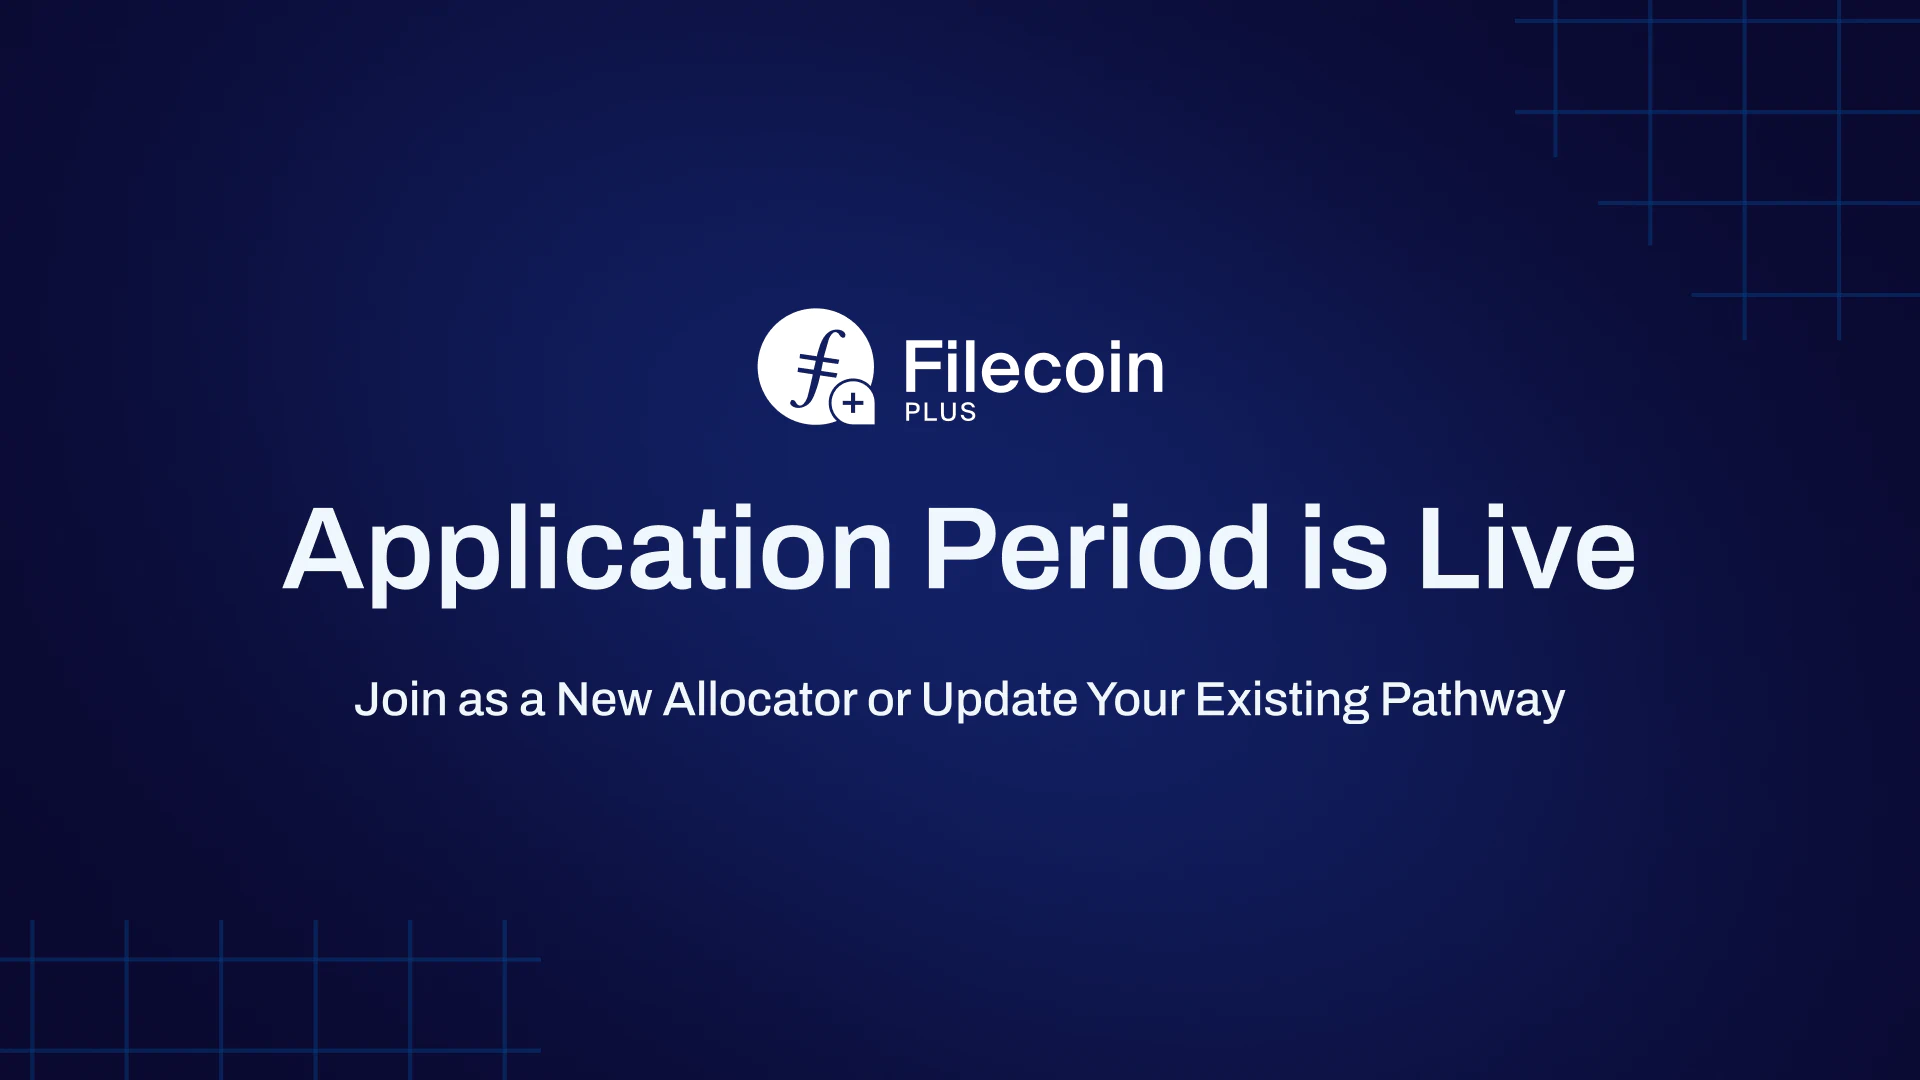 Filecoin
PLUS
Application Period is Live
Join as a New Allocator or Update Your Existing Pathway